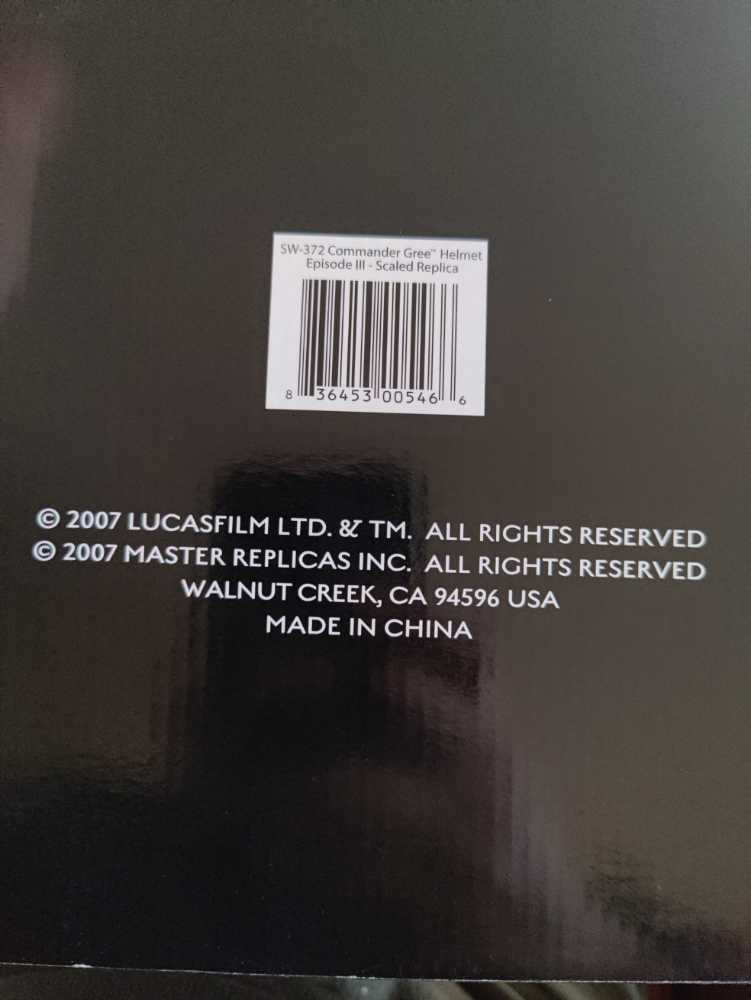 SW-372 Commander Gree™ Helmet
Episode III - Scaled Replica
8 36453 00546 6
© 2007 LUCASFILM LTD. & TM. ALL RIGHTS RESERVED
© 2007 MASTER REPLICAS INC. ALL RIGHTS RESERVED
WALNUT CREEK, CA 94596 USA
MADE IN CHINA